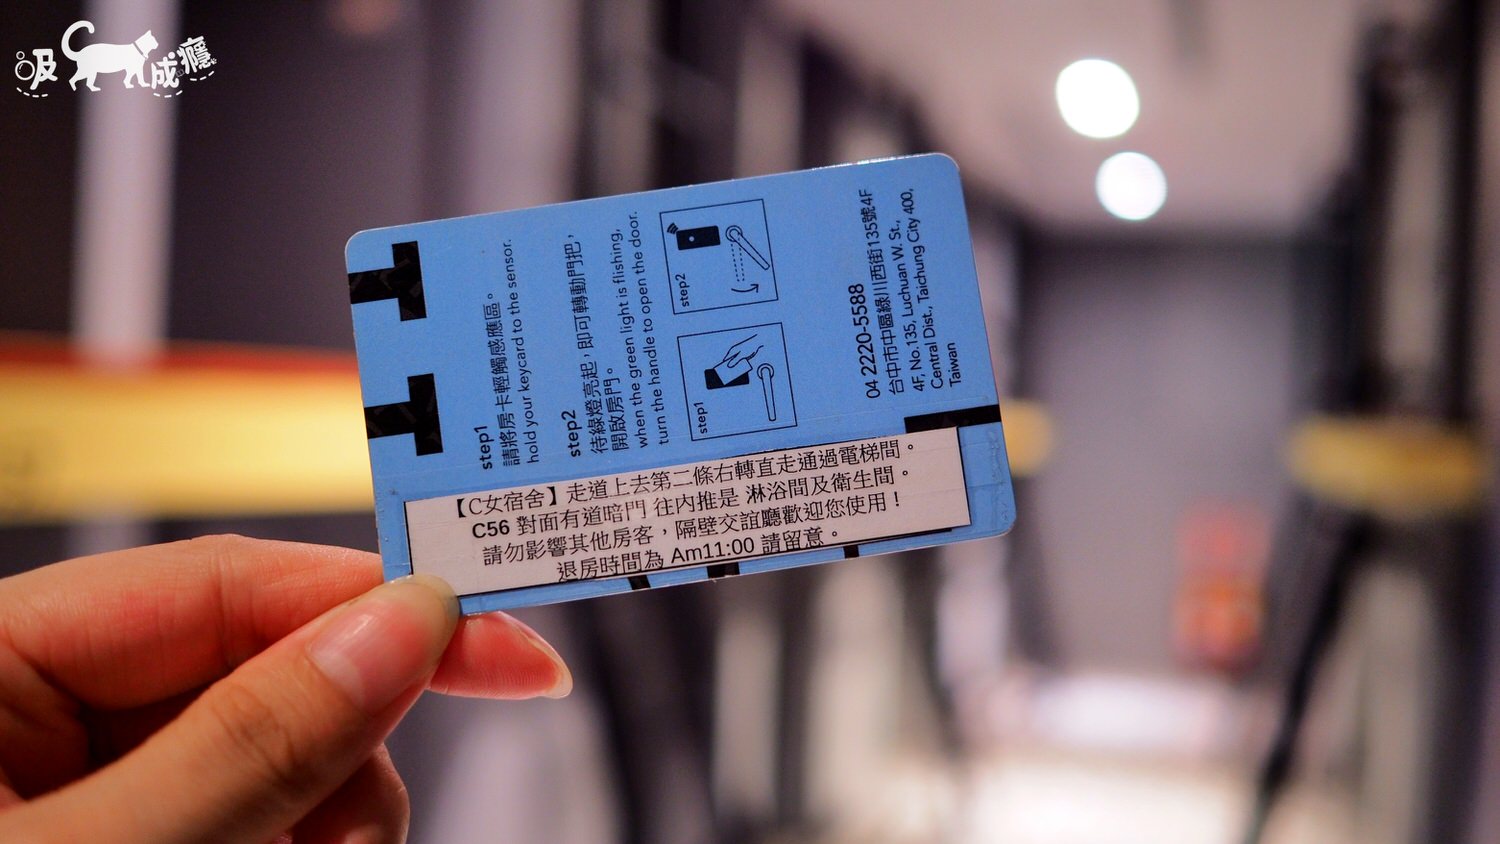 吸 成癮
step1
請將房卡輕觸感應區。
hold your keycard to the sensor.
step2
待綠燈亮起，即可轉動門把，
開啟房門。
when the green light is flishing,
turn the handle to open the door.
step1
step2
04 2220-5588
台中市中區綠川西街135號4F
4F, No.135, Luchuan W. St.,
Central Dist., Taichung City 400,
Taiwan
【C女宿舍】走道上去第二條右轉直走通過電梯間。
C56 對面有道暗門 往內推是 淋浴間及衛生間。
請勿影響其他房客，隔壁交誼廳歡迎您使用！
退房時間為 Am11:00 請留意。